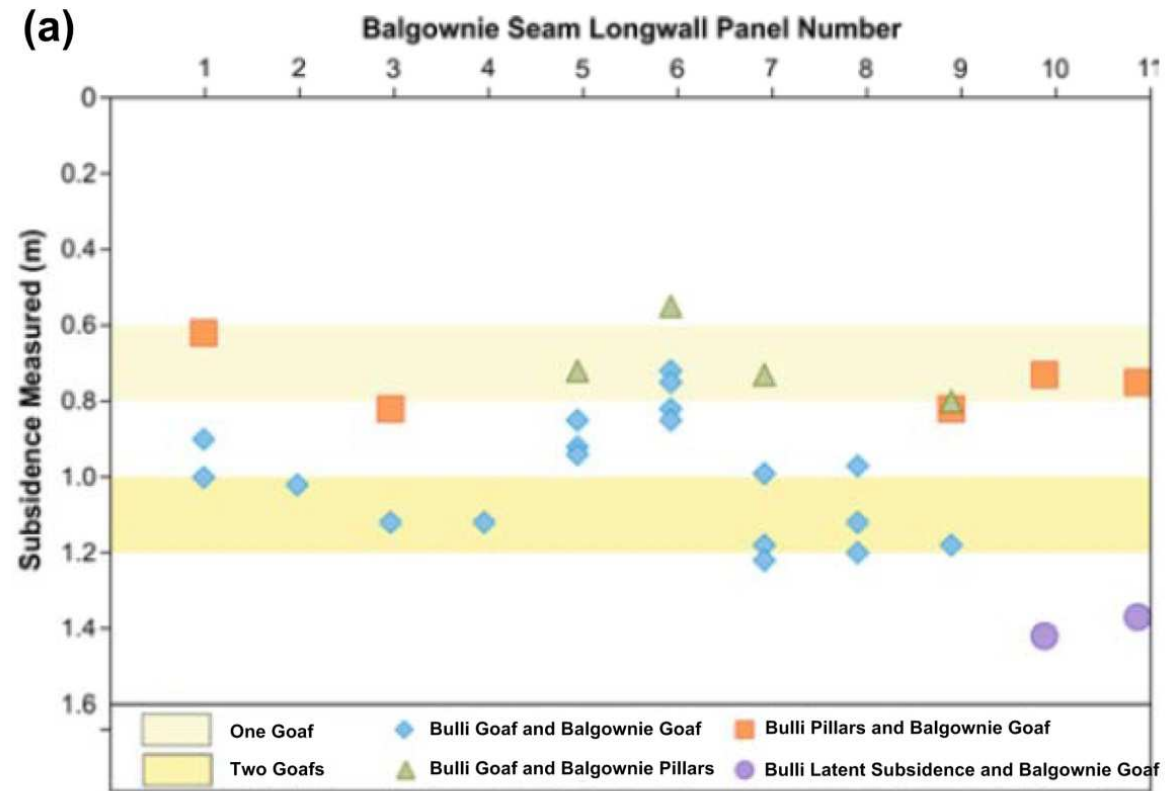 (a)
Balgownie Seam Longwall Panel Number
1 2 3 4 5 6 7 8 9 10 11
Subsidence Measured (m)
0
0.2
0.4
0.6
0.8
1.0
1.2
1.4
1.6
One Goaf
Bulli Goaf and Balgownie Goaf
Bulli Pillars and Balgownie Goaf
Two Goafs
Bulli Goaf and Balgownie Pillars
Bulli Latent Subsidence and Balgownie Goaf